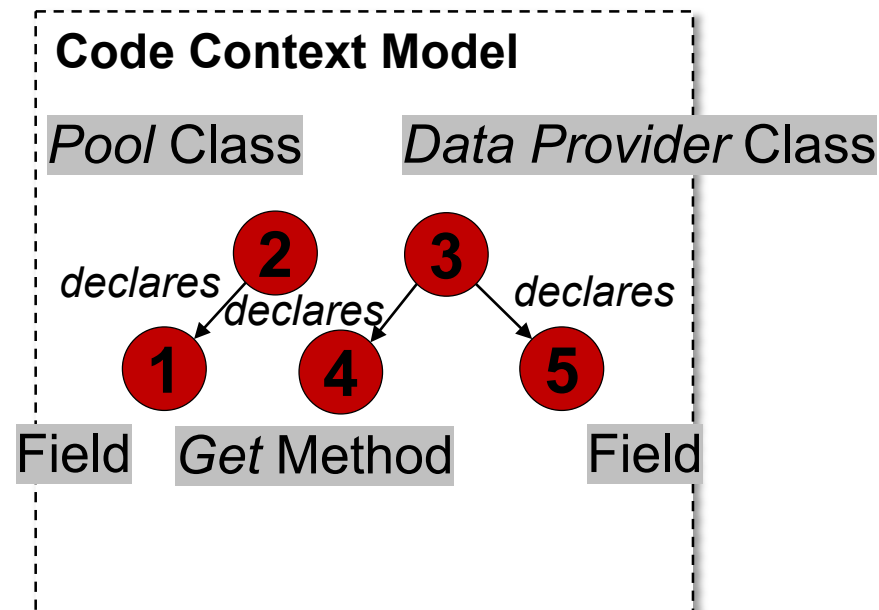 Code Context Model
Pool Class
Data Provider Class
2
3
declares
declares
declares
1
4
5
Field
Get Method
Field